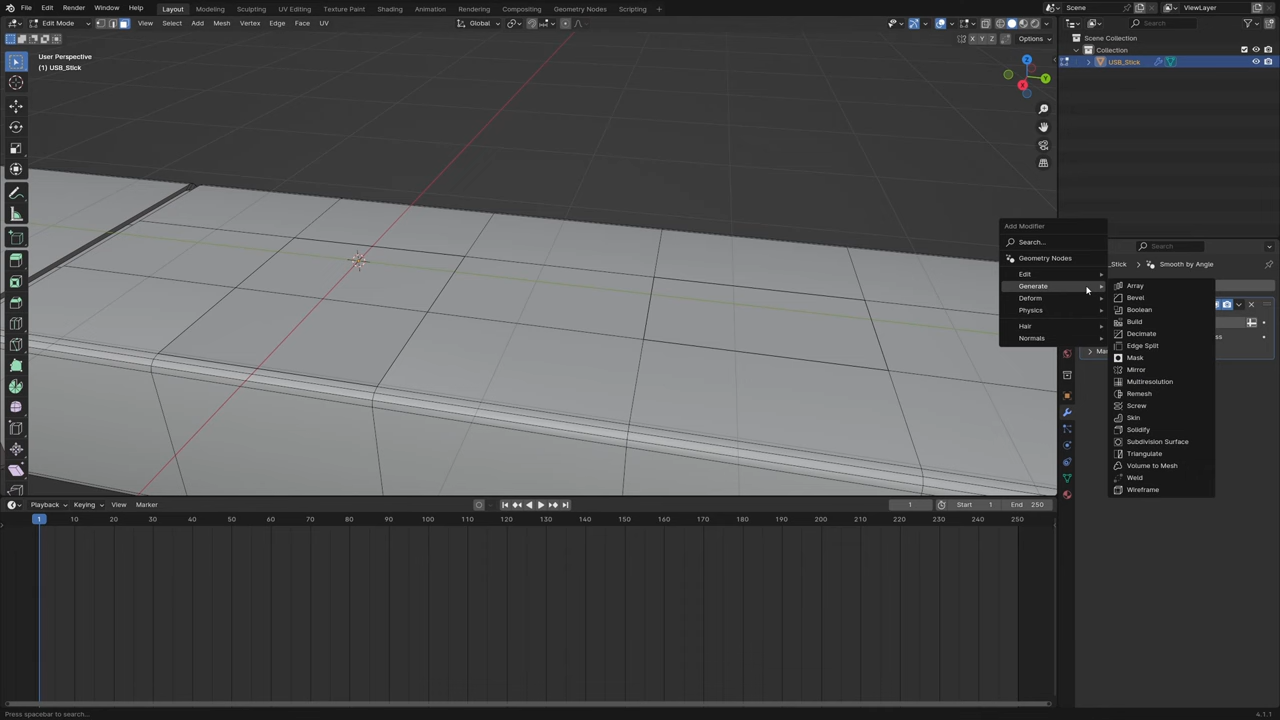 File Edit Render Window Help Layout Modeling Sculpting UV Editing Texture Paint Shading Animation Rendering Compositing Geometry Nodes Scripting Scene ViewLayer
Edit Mode View Select Add Mesh Vertex Edge Face UV Global Search
X Y Z Options
Scene Collection
Collection
USB_Stick
User Perspective
(1) USB_Stick
Z
Y
X
Add Modifier
Search...
Geometry Nodes
Edit
Generate
Deform
Physics
Hair
Normals
Search
_Stick Smooth by Angle
Array
Bevel
Boolean
Build
Decimate
Edge Split
Mask
Mirror
Multiresolution
Remesh
Screw
Skin
Solidify
Subdivision Surface
Triangulate
Volume to Mesh
Weld
Wireframe
Playback Keying View Marker 1 Start 1 End 250
1 10 20 30 40 50 60 70 80 90 100 110 120 130 140 150 160 170 180 190 200 210 220 230 240 250
Press spacebar to search... 4.1.1